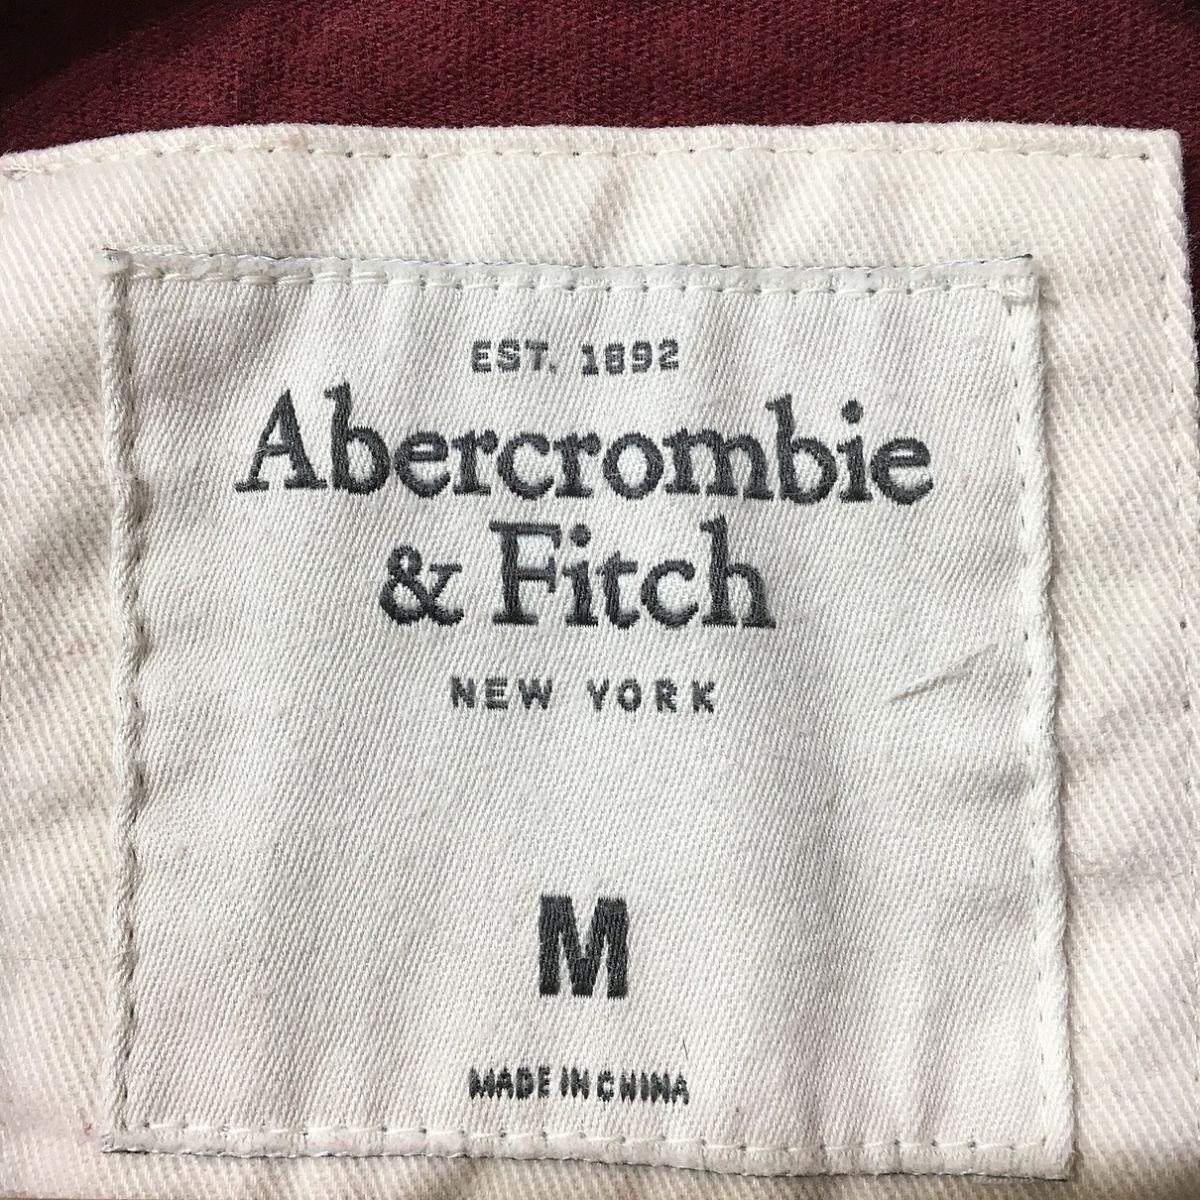 EST. 1892
Abercrombie
& Fitch
NEW YORK
M
MADE IN CHINA